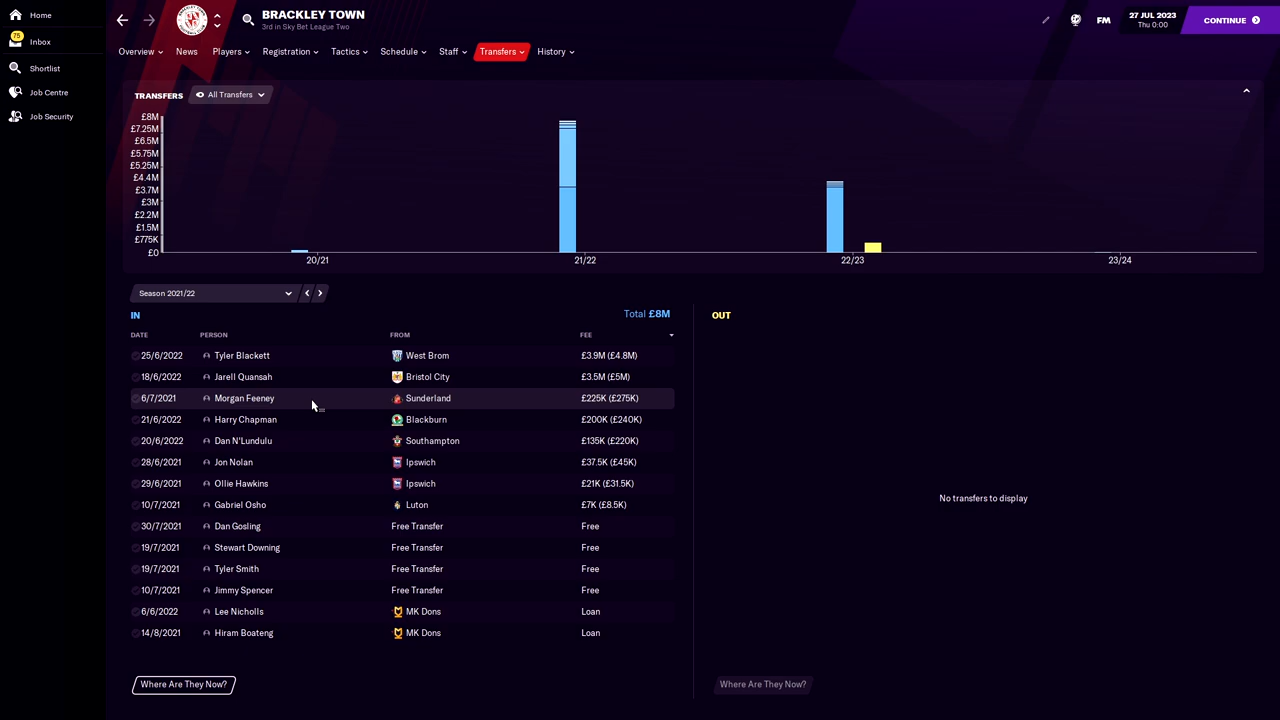 Home
75
Inbox
Shortlist
Job Centre
Job Security
BRACKLEY TOWN
3rd in Sky Bet League Two
FM
27 JUL 2023
Thu 0:00
CONTINUE
Overview
News
Players
Registration
Tactics
Schedule
Staff
Transfers
History
TRANSFERS
All Transfers
£8M
£7.25M
£6.5M
£5.75M
£5.25M
£4.4M
£3.7M
£3M
£2.2M
£1.5M
£775K
£0
20/21
21/22
22/23
23/24
Season 2021/22
IN
Total £8M
DATE PERSON FROM FEE
25/6/2022 Tyler Blackett West Brom £3.9M (£4.8M)
18/6/2022 Jarell Quansah Bristol City £3.5M (£5M)
6/7/2021 Morgan Feeney Sunderland £225K (£275K)
21/6/2022 Harry Chapman Blackburn £200K (£240K)
20/6/2022 Dan N'Lundulu Southampton £135K (£220K)
28/6/2021 Jon Nolan Ipswich £37.5K (£45K)
29/6/2021 Ollie Hawkins Ipswich £21K (£31.5K)
10/7/2021 Gabriel Osho Luton £7K (£8.5K)
30/7/2021 Dan Gosling Free Transfer Free
19/7/2021 Stewart Downing Free Transfer Free
19/7/2021 Tyler Smith Free Transfer Free
10/7/2021 Jimmy Spencer Free Transfer Free
6/6/2022 Lee Nicholls MK Dons Loan
14/8/2021 Hiram Boateng MK Dons Loan
Where Are They Now?
OUT
No transfers to display
Where Are They Now?